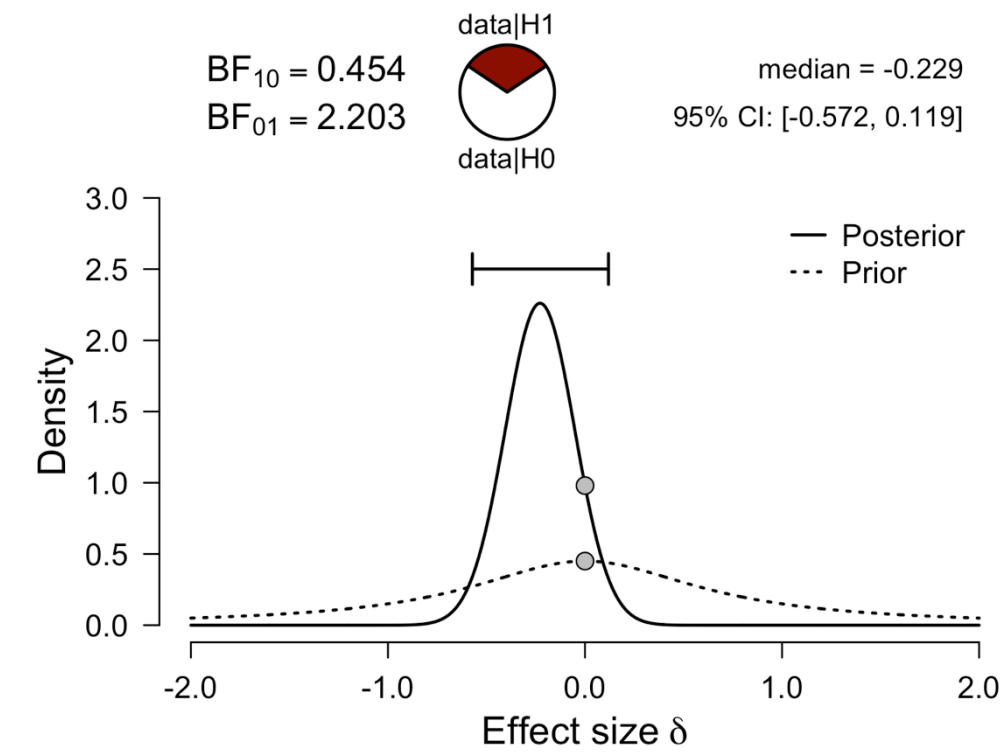 data|H1
BF₁₀ = 0.454
BF₀₁ = 2.203
data|H0
median = -0.229
95% CI: [-0.572, 0.119]
Posterior
Prior
Density
3.0
2.5
2.0
1.5
1.0
0.5
0.0
-2.0 -1.0 0.0 1.0 2.0
Effect size δ